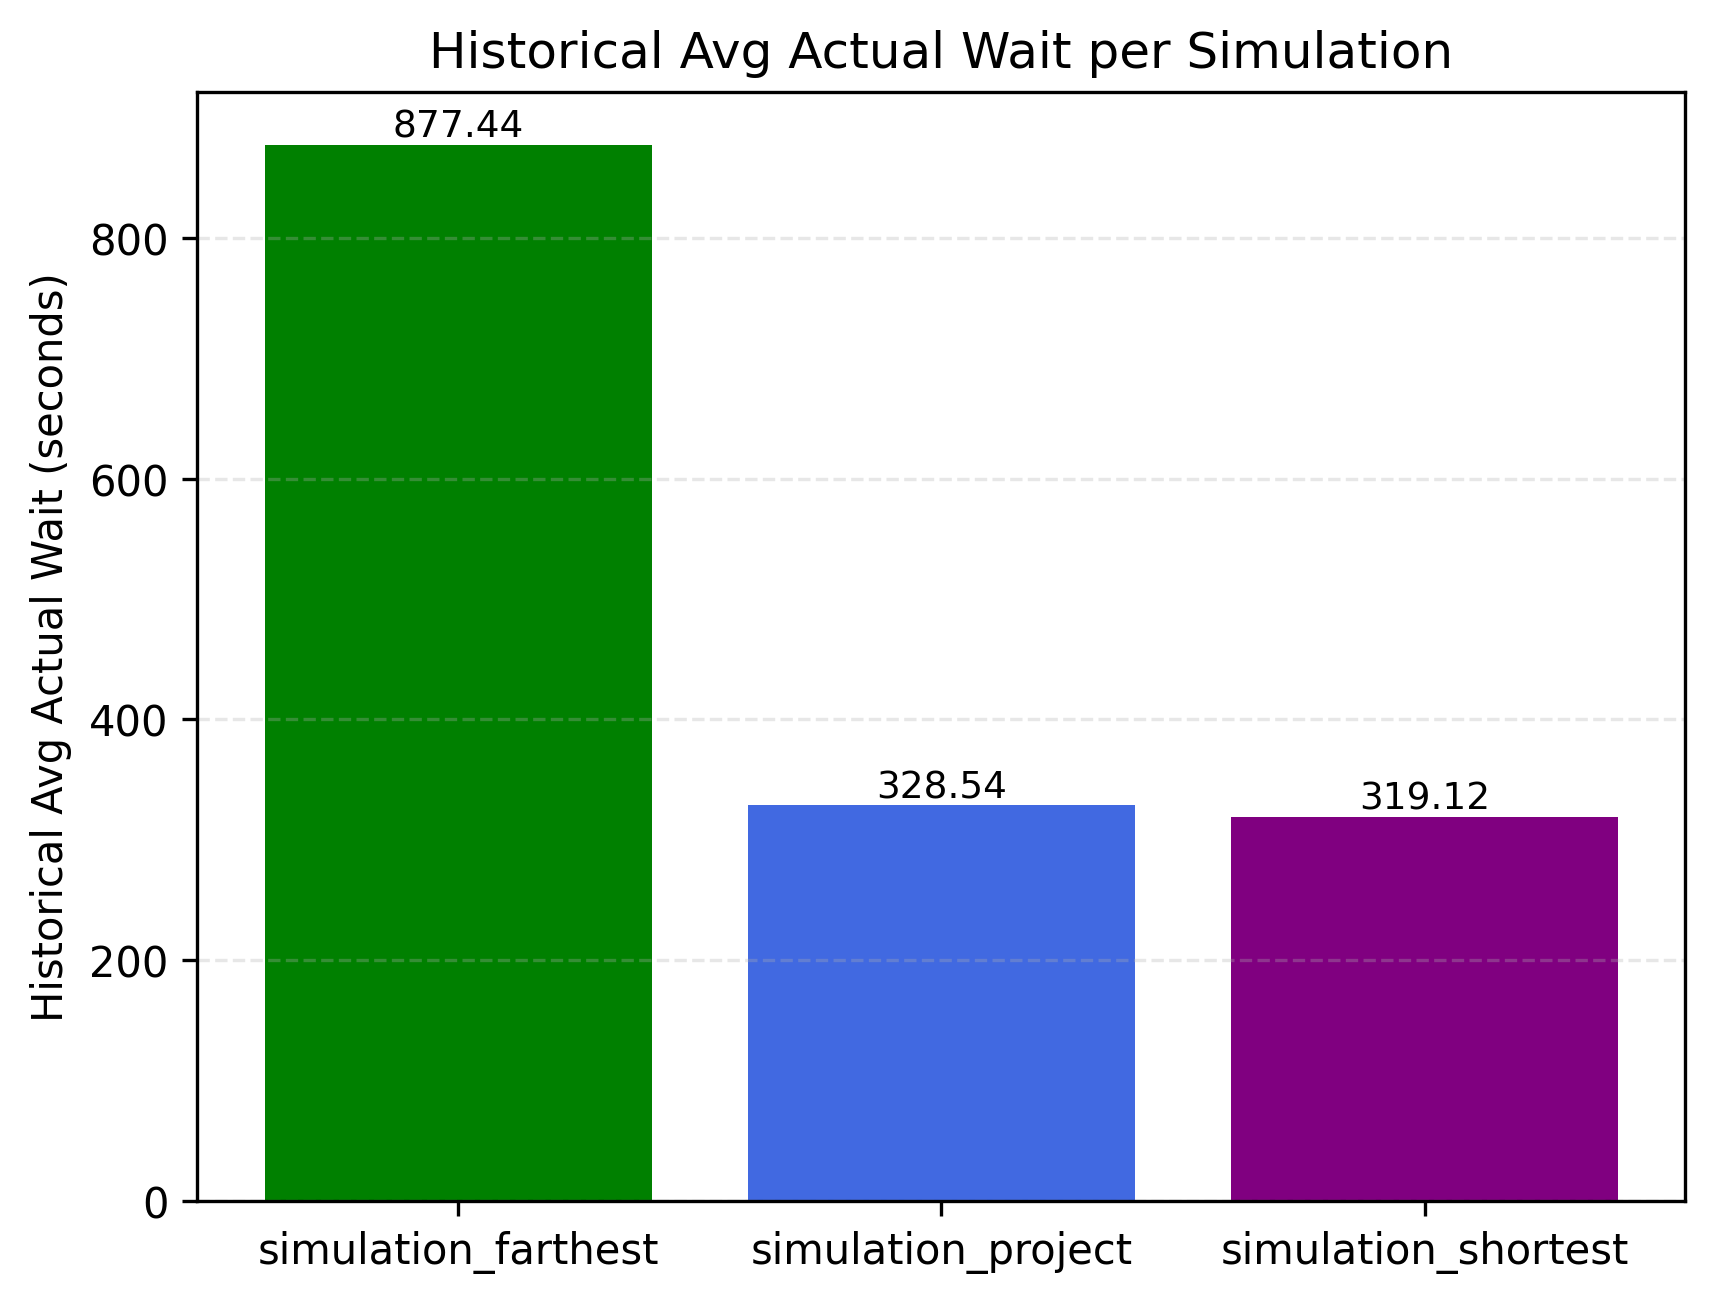 Historical Avg Actual Wait per Simulation
Historical Avg Actual Wait (seconds)
800
600
400
200
0
877.44
328.54
319.12
simulation_farthest
simulation_project
simulation_shortest